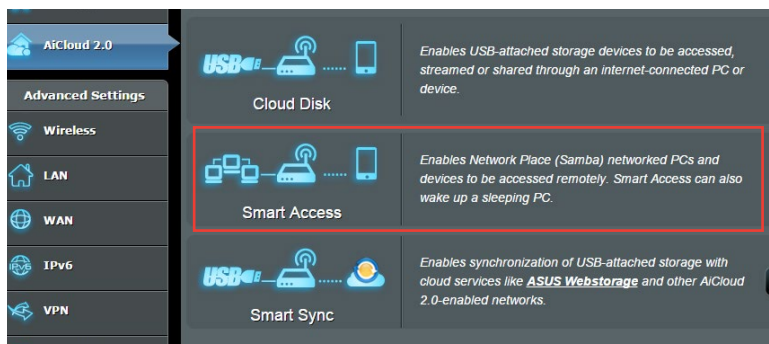 AiCloud 2.0
Advanced Settings
Wireless
LAN
WAN
IPv6
IPv6
VPN
USB
Cloud Disk
Enables USB-attached storage devices to be accessed,
streamed or shared through an internet-connected PC or
device.
Smart Access
Enables Network Place (Samba) networked PCs and
devices to be accessed remotely. Smart Access can also
wake up a sleeping PC.
USB
Smart Sync
Enables synchronization of USB-attached storage with
cloud services like ASUS Webstorage and other AiCloud
2.0-enabled networks.